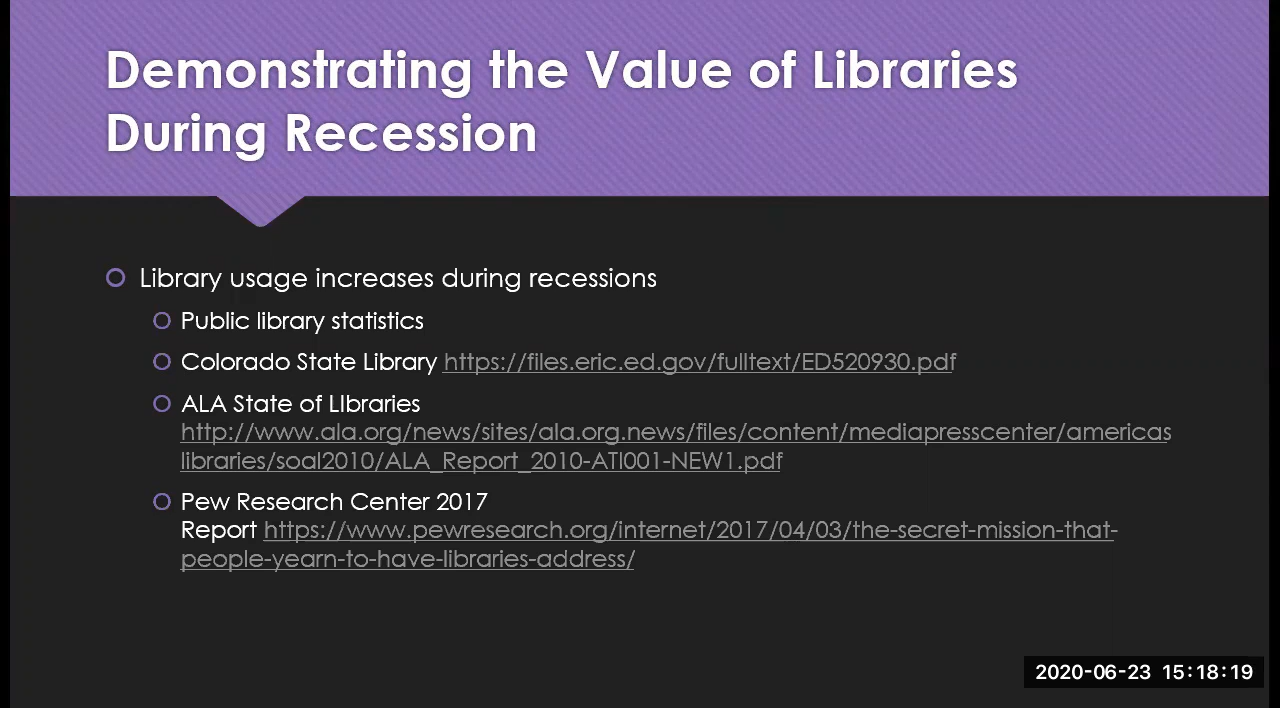 Demonstrating the Value of Libraries
During Recession
Library usage increases during recessions
Public library statistics
Colorado State Library https://files.eric.ed.gov/fulltext/ED520930.pdf
ALA State of LIbraries
http://www.ala.org/news/sites/ala.org.news/files/content/mediapresscenter/americas
libraries/soal2010/ALA_Report_2010-ATI001-NEW1.pdf
Pew Research Center 2017
Report https://www.pewresearch.org/internet/2017/04/03/the-secret-mission-that-
people-yearn-to-have-libraries-address/
2020-06-23 15:18:19